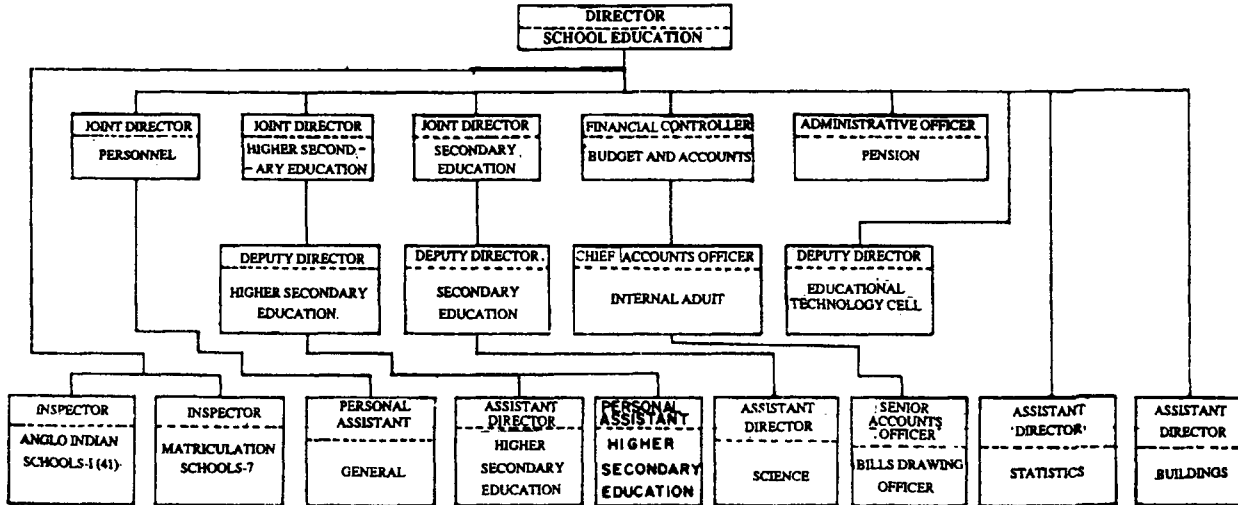 DIRECTOR
SCHOOL EDUCATION
JOINT DIRECTOR
PERSONNEL
JOINT DIRECTOR
HIGHER SECOND-
-ARY EDUCATION
JOINT DIRECTOR
SECONDARY
EDUCATION
FINANCIAL CONTROLLER
BUDGET AND ACCOUNTS
ADMINISTRATIVE OFFICER
PENSION
DEPUTY DIRECTOR
HIGHER SECONDARY
EDUCATION.
DEPUTY DIRECTOR.
SECONDARY
EDUCATION
CHIEF ACCOUNTS OFFICER
INTERNAL ADUIT
DEPUTY DIRECTOR
EDUCATIONAL
TECHNOLOGY CELL
INSPECTOR
ANGLO INDIAN
SCHOOLS-I (41)-
INSPECTOR
MATRICULATION
SCHOOLS-7
PERSONAL
ASSISTANT
GENERAL
ASSISTANT
DIRECTOR
HIGHER
SECONDARY
EDUCATION
PERSONAL
ASSISTANT
HIGHER
SECONDARY
EDUCATION
ASSISTANT
DIRECTOR
SCIENCE
SENIOR
ACCOUNTS
OFFICER
BILLS DRAWING
OFFICER
ASSISTANT
'DIRECTOR'
STATISTICS
ASSISTANT
DIRECTOR
BUILDINGS